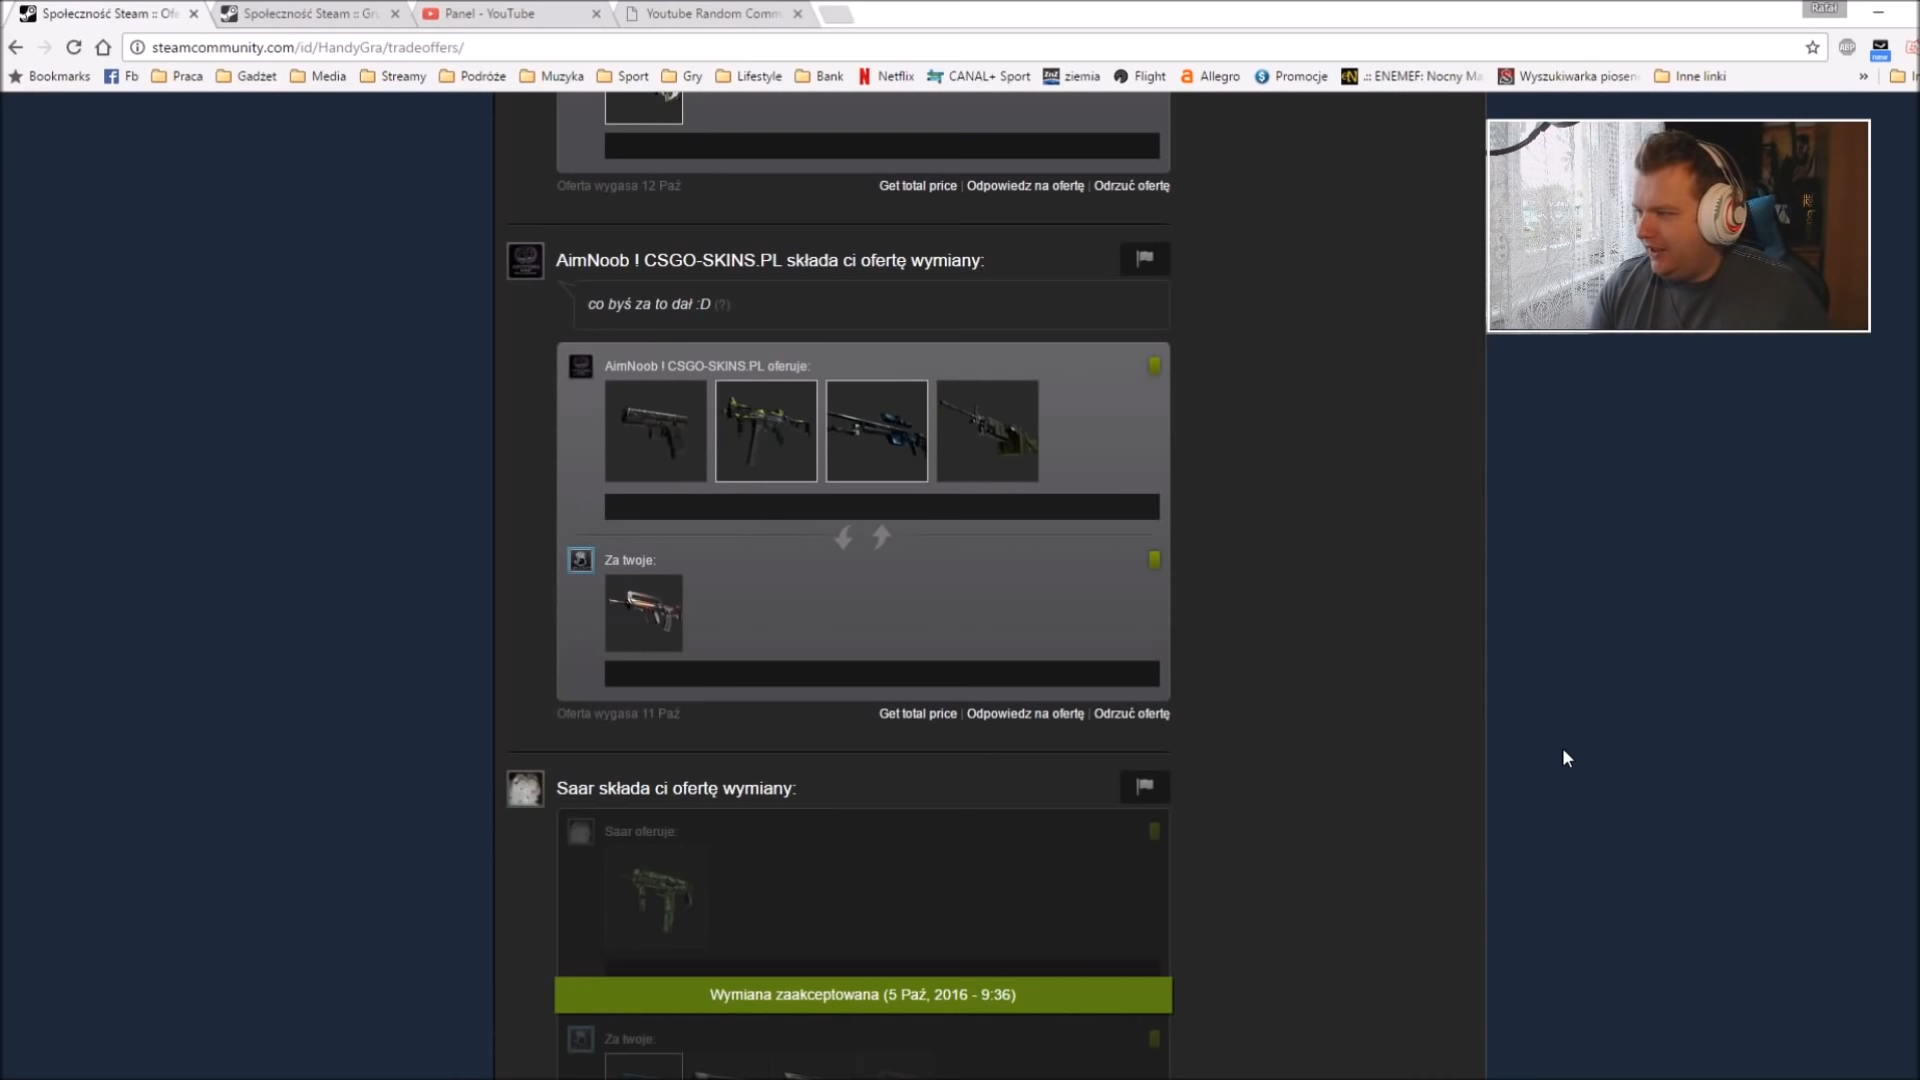 Społeczność Steam :: Ofe
Społeczność Steam :: Gru
Panel - YouTube
Youtube Random Comm
Rafał
steamcommunity.com/id/HandyGra/tradeoffers/
ABP
new
Bookmarks Fb Praca Gadżet Media Streamy Podróże Muzyka Sport Gry Lifestyle Bank Netflix CANAL+ Sport ziemia Flight Allegro Promocje .:: ENEMEF: Nocny Ma Wyszukiwarka piosen Inne linki »
Oferta wygasa 12 Paź
Get total price | Odpowiedz na ofertę | Odrzuć ofertę
AimNoob ! CSGO-SKINS.PL składa ci ofertę wymiany:
co byś za to dał :D (?)
AimNoob ! CSGO-SKINS.PL oferuje:
Za twoje:
Oferta wygasa 11 Paź
Get total price | Odpowiedz na ofertę | Odrzuć ofertę
Saar składa ci ofertę wymiany:
Saar oferuje:
Wymiana zaakceptowana (5 Paź, 2016 - 9:36)
Za twoje: